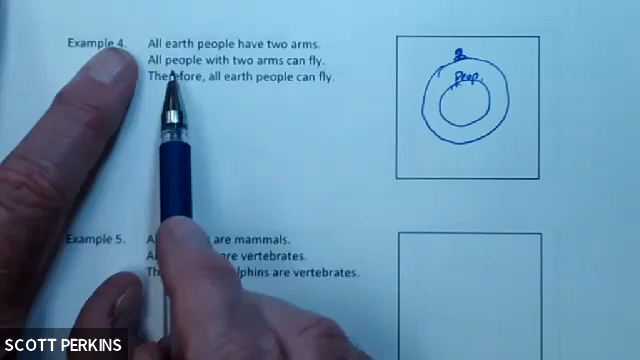 Example 4. All earth people have two arms.
All people with two arms can fly.
Therefore, all earth people can fly.
2
Peop.
Example 5. are mammals.
are vertebrates.
dolphins are vertebrates.
SCOTT PERKINS